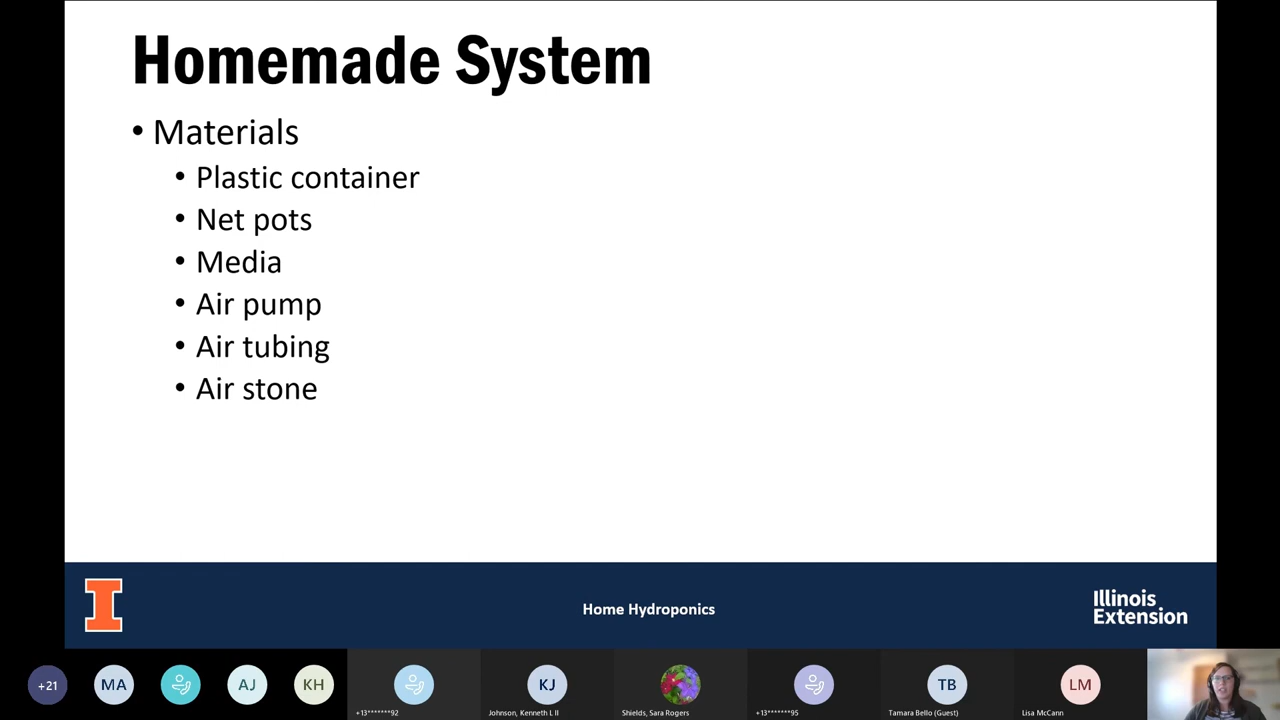 Homemade System
• Materials
• Plastic container
• Net pots
• Media
• Air pump
• Air tubing
• Air stone
I
Home Hydroponics
Illinois
Extension
+21
MA
AJ
KH
+13*******92
KJ
Johnson, Kenneth L II
Shields, Sara Rogers
+13*******95
TB
Tamara Bello (Guest)
LM
Lisa McCann